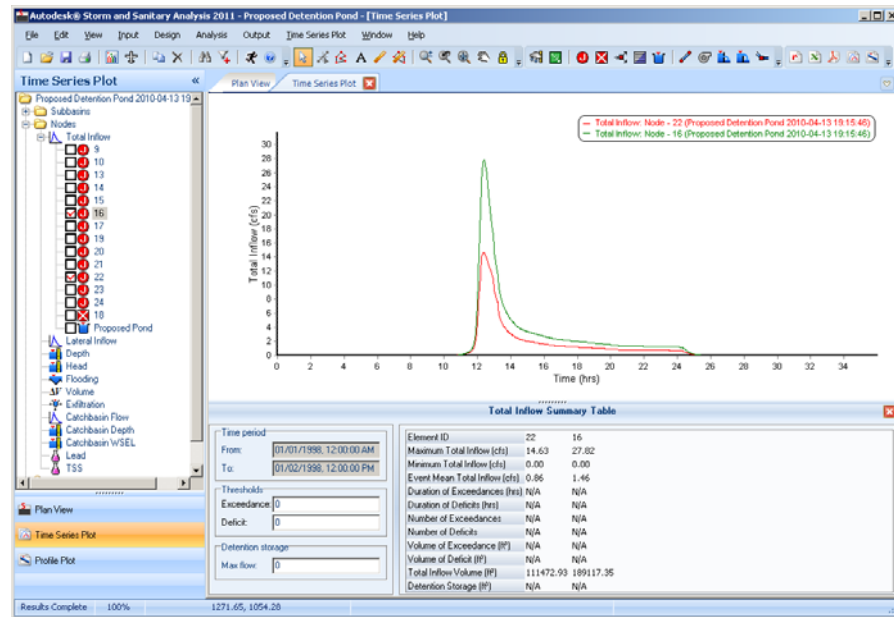 Autodesk® Storm and Sanitary Analysis 2011 - Proposed Detention Pond - [Time Series Plot]
File Edit View Input Design Analysis Output Time Series Plot Window Help
Time Series Plot «
Plan View Time Series Plot
Proposed Detention Pond 2010-04-13 19
Subbasins
Nodes
Total Inflow
9
10
13
14
15
16
17
19
20
21
22
23
24
18
Proposed Pond
Lateral Inflow
Depth
Head
Flooding
ΔV Volume
Exfiltration
Catchbasin Flow
Catchbasin Depth
Catchbasin WSEL
Lead
TSS
Plan View
Time Series Plot
Profile Plot
Total Inflow: Node - 22 (Proposed Detention Pond 2010-04-13 19:15:46)
Total Inflow: Node - 16 (Proposed Detention Pond 2010-04-13 19:15:46)
Total Inflow (cfs)
30
28
26
24
22
20
18
16
14
12
10
8
6
4
2
0
0 2 4 6 8 10 12 14 16 18 20 22 24 26 28 30 32 34
Time (hrs)
Total Inflow Summary Table
Time period
From: 01/01/1998, 12:00:00 AM
To: 01/02/1998, 12:00:00 PM
Thresholds
Exceedance: 0
Deficit: 0
Detention storage
Max flow: 0
Element ID 22 16
Maximum Total Inflow (cfs) 14.63 27.82
Minimum Total Inflow (cfs) 0.00 0.00
Event Mean Total Inflow (cfs) 0.86 1.46
Duration of Exceedances (hrs) N/A N/A
Duration of Deficits (hrs) N/A N/A
Number of Exceedances N/A N/A
Number of Deficits N/A N/A
Volume of Exceedance (ft³) N/A N/A
Volume of Deficit (ft³) N/A N/A
Total Inflow Volume (ft³) 111472.93 189117.35
Detention Storage (ft³) N/A N/A
Results Complete 100% 1271.65, 1054.28